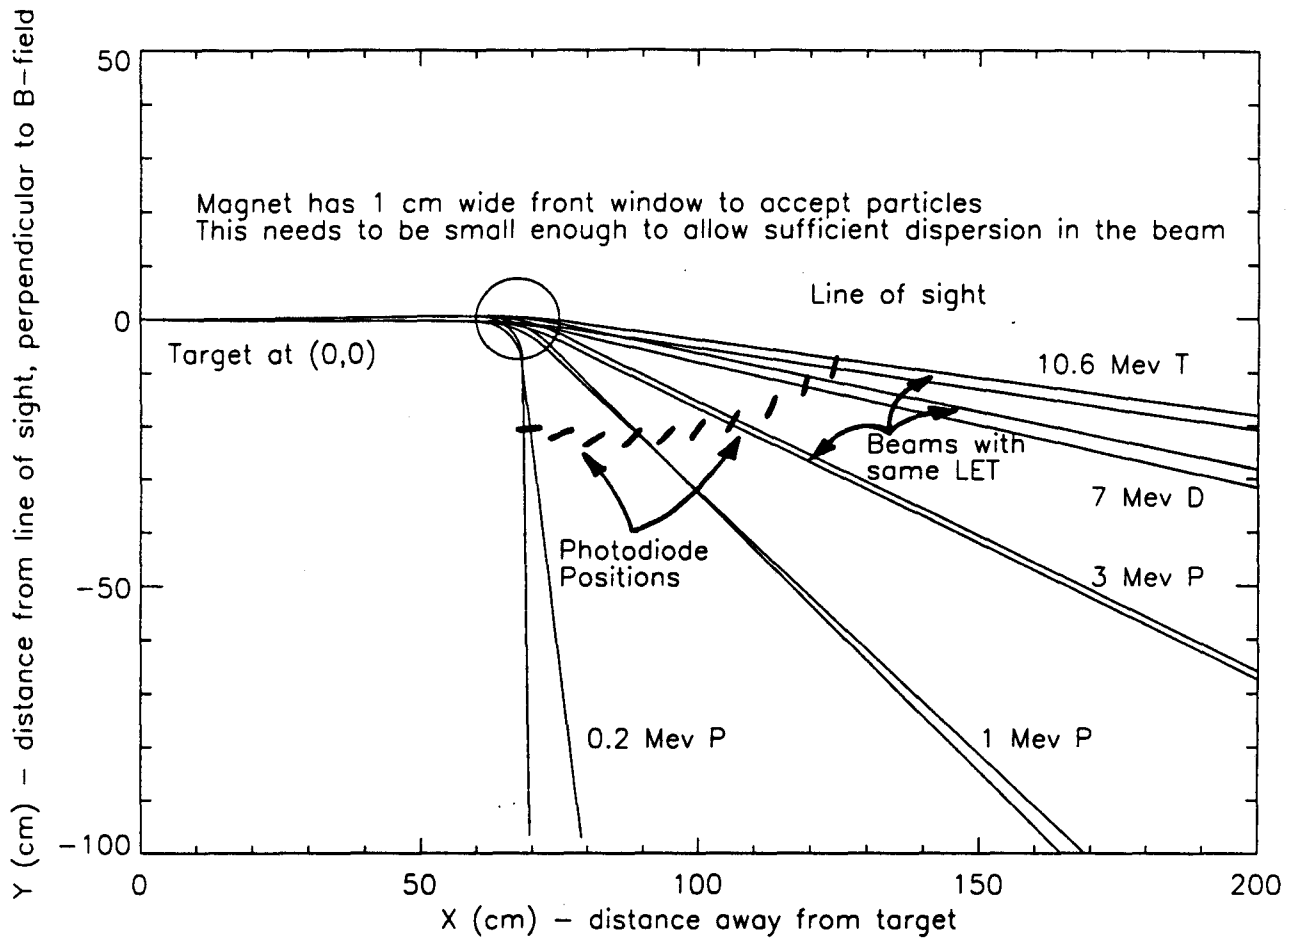 Y (cm) – distance from line of sight, perpendicular to B–field
50
0
−50
−100
Magnet has 1 cm wide front window to accept particles
This needs to be small enough to allow sufficient dispersion in the beam
Line of sight
Target at (0,0)
10.6 Mev T
Beams with
same LET
7 Mev D
Photodiode
Positions
3 Mev P
0.2 Mev P
1 Mev P
0
50
100
150
200
X (cm) – distance away from target